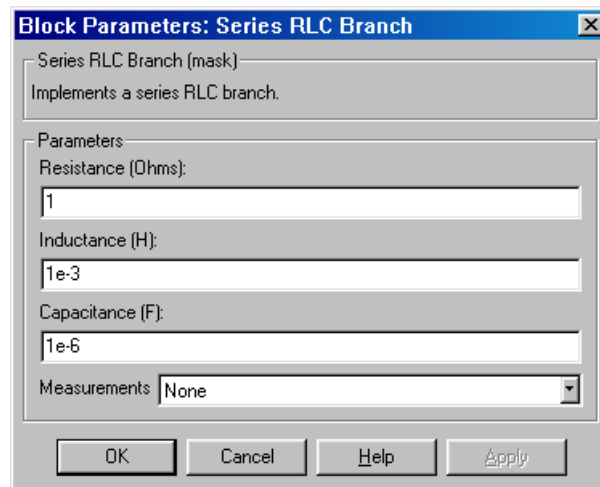 Block Parameters: Series RLC Branch
Series RLC Branch (mask)
Implements a series RLC branch.
Parameters
Resistance (Ohms):
1
Inductance (H):
1e-3
Capacitance (F):
1e-6
Measurements None
OK Cancel Help Apply